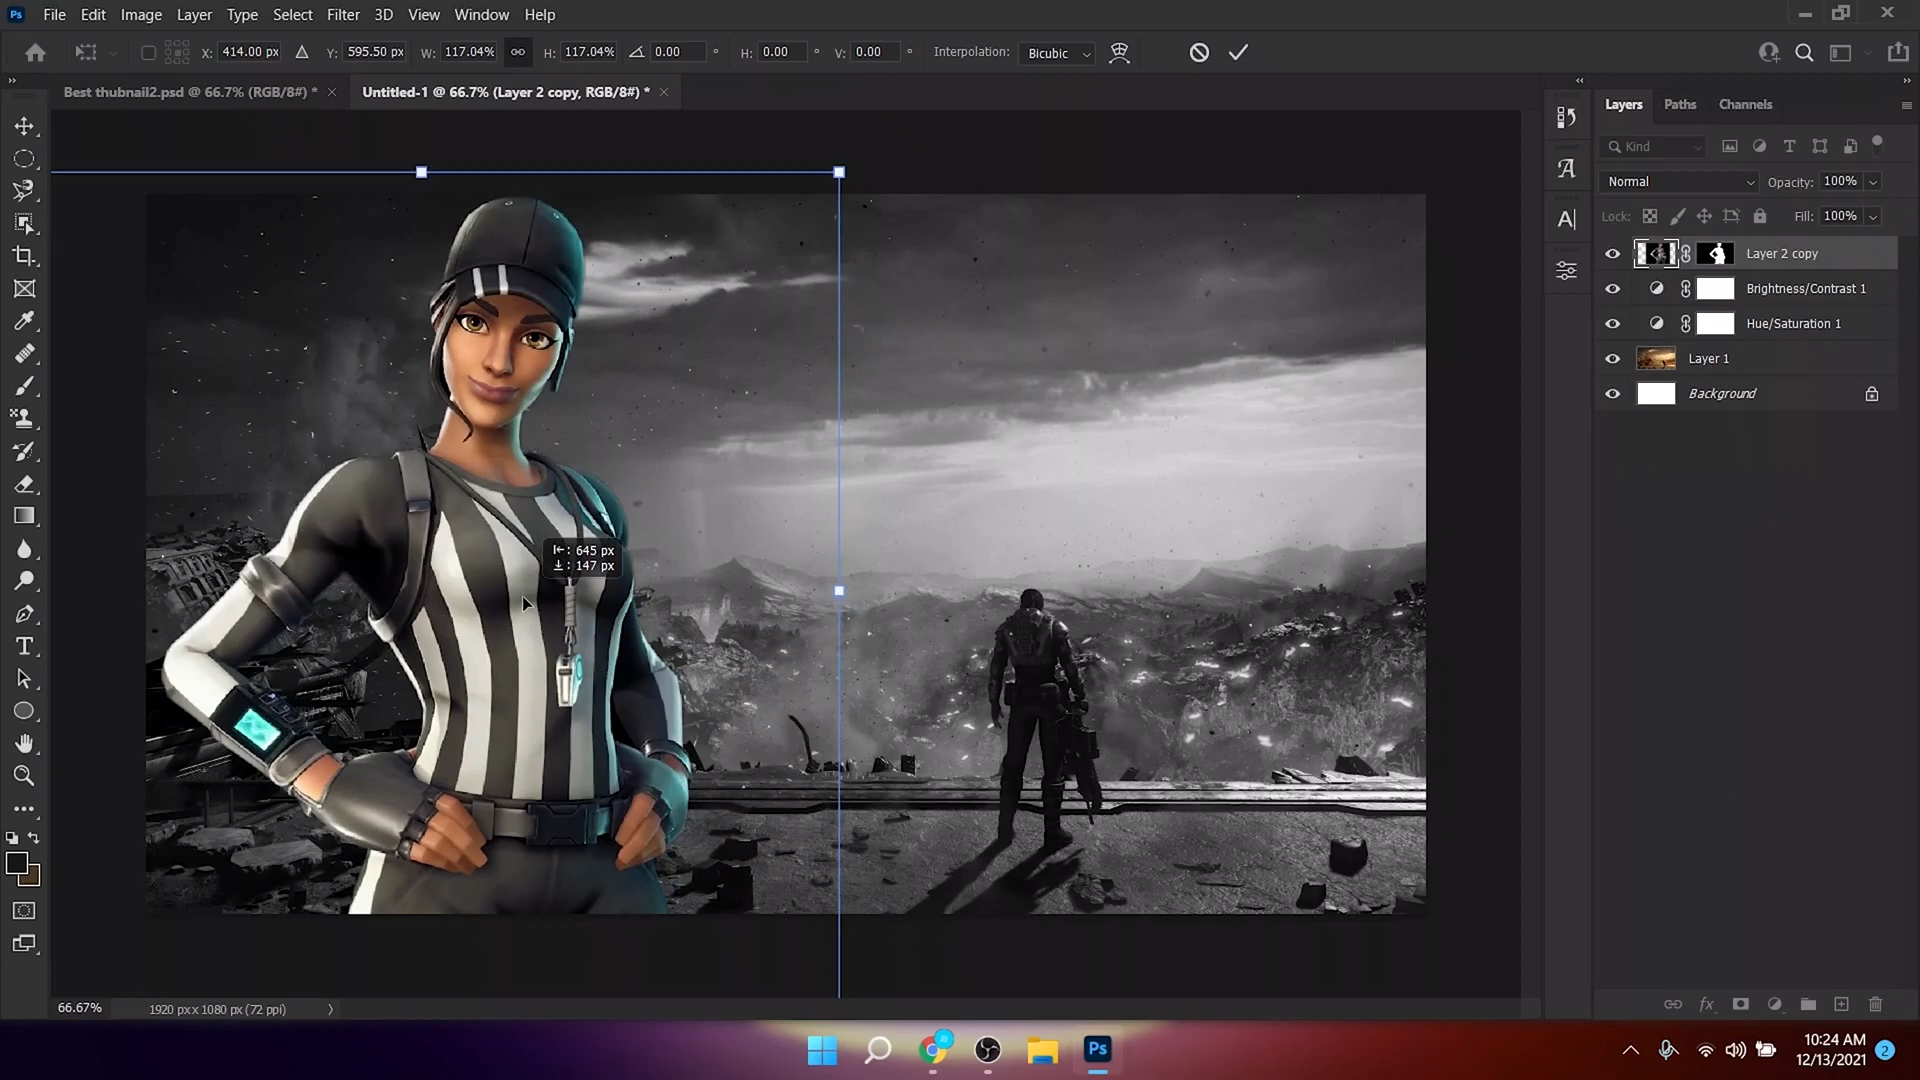 Ps File Edit Image Layer Type Select Filter 3D View Window Help
X: 414.00 px Y: 595.50 px W: 117.04% H: 117.04% 0.00 ° H: 0.00 ° V: 0.00 ° Interpolation: Bicubic
Best thubnail2.psd @ 66.7% (RGB/8#) * × Untitled-1 @ 66.7% (Layer 2 copy, RGB/8#) * ×
Layers Paths Channels
Kind
Normal Opacity: 100%
Lock: Fill: 100%
Layer 2 copy
Brightness/Contrast 1
Hue/Saturation 1
Layer 1
Background
: 645 px
: 147 px
66.67% 1920 px x 1080 px (72 ppi)
fx
Ps
10:24 AM
12/13/2021 2